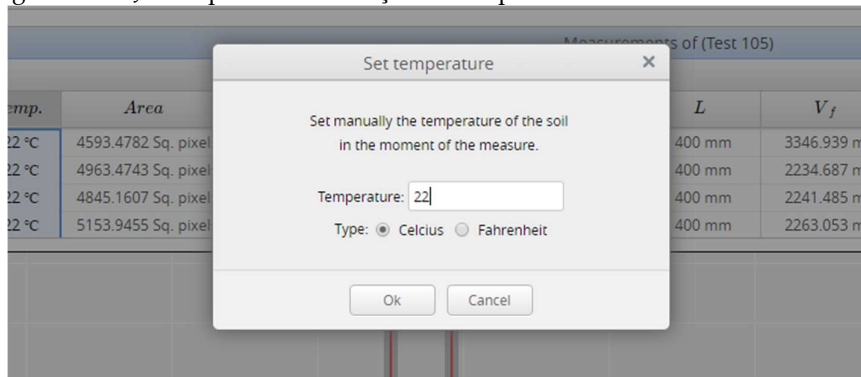 Measurements of (Test 105)
Set temperature
emp. Area L Vf
Set manually the temperature of the soil
in the moment of the measure.
22 °C 4593.4782 Sq. pixel 400 mm 3346.939 m
22 °C 4963.4743 Sq. pixel 400 mm 2234.687 m
22 °C 4845.1607 Sq. pixel 400 mm 2241.485 m
22 °C 5153.9455 Sq. pixel 400 mm 2263.053 m
Temperature: 22
Type: Celcius Fahrenheit
Ok Cancel